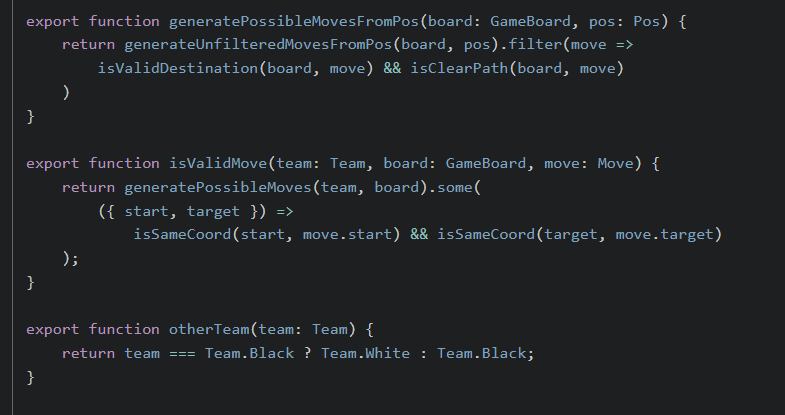 export function generatePossibleMovesFromPos(board: GameBoard, pos: Pos) {
    return generateUnfilteredMovesFromPos(board, pos).filter(move =>
        isValidDestination(board, move) && isClearPath(board, move)
    )
}

export function isValidMove(team: Team, board: GameBoard, move: Move) {
    return generatePossibleMoves(team, board).some(
        ({ start, target }) =>
            isSameCoord(start, move.start) && isSameCoord(target, move.target)
    );
}

export function otherTeam(team: Team) {
    return team === Team.Black ? Team.White : Team.Black;
}